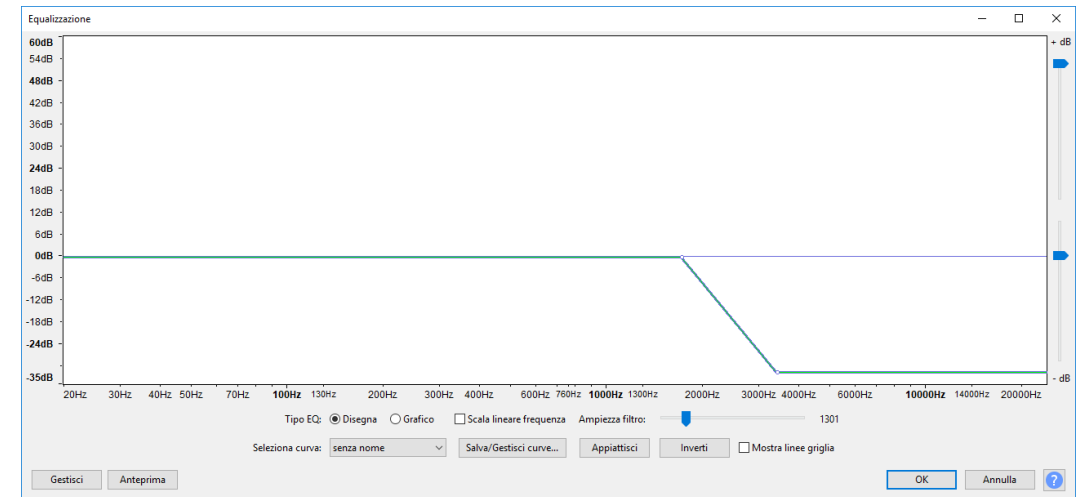 Equalizzazione
60dB
+ dB
54dB
48dB
42dB
36dB
30dB
24dB
18dB
12dB
6dB
0dB
-6dB
-12dB
-18dB
-24dB
-35dB
- dB
20Hz 30Hz 40Hz 50Hz 70Hz 100Hz 130Hz 200Hz 300Hz 400Hz 600Hz 760Hz 1000Hz 1300Hz 2000Hz 3000Hz 4000Hz 6000Hz 10000Hz 14000Hz 20000Hz
Tipo EQ: Disegna Grafico Scala lineare frequenza Ampiezza filtro: 1301
Seleziona curva: senza nome Salva/Gestisci curve... Appiattisci Inverti Mostra linee griglia
Gestisci Anteprima OK Annulla ?